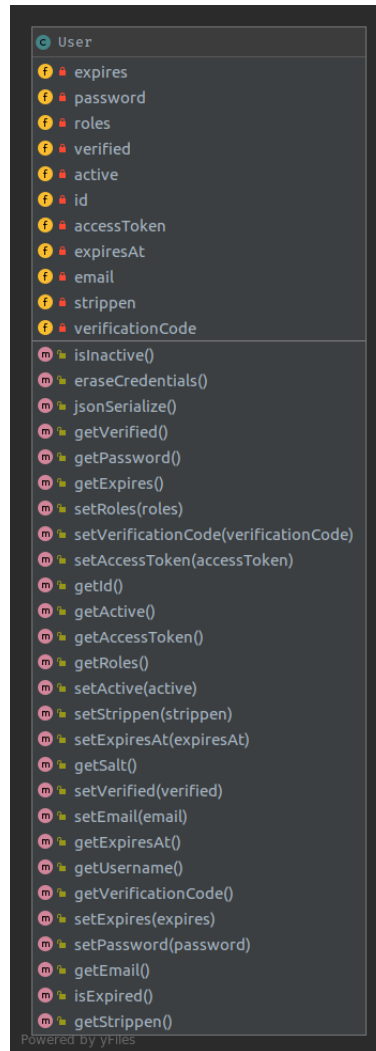 User
expires
password
roles
verified
active
id
accessToken
expiresAt
email
strippen
verificationCode
isInactive()
eraseCredentials()
jsonSerialize()
getVerified()
getPassword()
getExpires()
setRoles(roles)
setVerificationCode(verificationCode)
setAccessToken(accessToken)
getId()
getActive()
getAccessToken()
getRoles()
setActive(active)
setStrippen(strippen)
setExpiresAt(expiresAt)
getSalt()
setVerified(verified)
setEmail(email)
getExpiresAt()
getUsername()
getVerificationCode()
setExpires(expires)
setPassword(password)
getEmail()
isExpired()
getStrippen()
Powered by yFiles